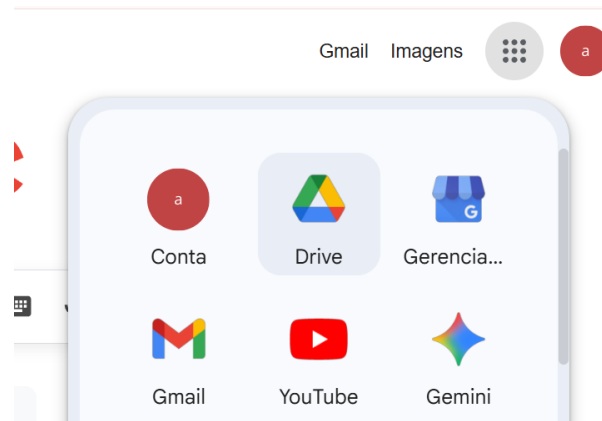 Gmail Imagens a
a
G
Conta Drive Gerencia...
Gmail YouTube Gemini